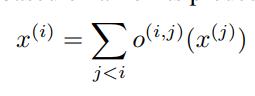 x^{(i)} = \sum_{j<i} o^{(i,j)}(x^{(j)})